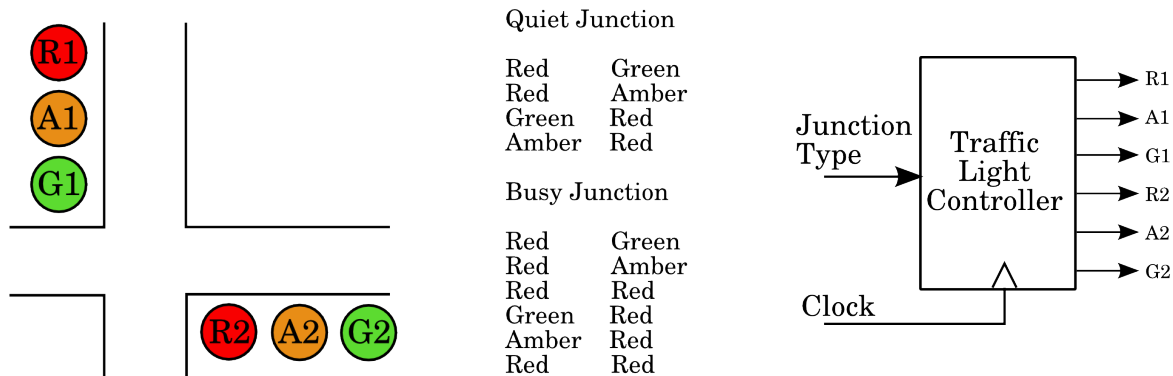 R1
A1
G1
R2 A2 G2
Quiet Junction
Red Green
Red Amber
Green Red
Amber Red
Busy Junction
Red Green
Red Amber
Red Red
Green Red
Amber Red
Red Red
Junction
Type
Clock
Traffic
Light
Controller
R1
A1
G1
R2
A2
G2